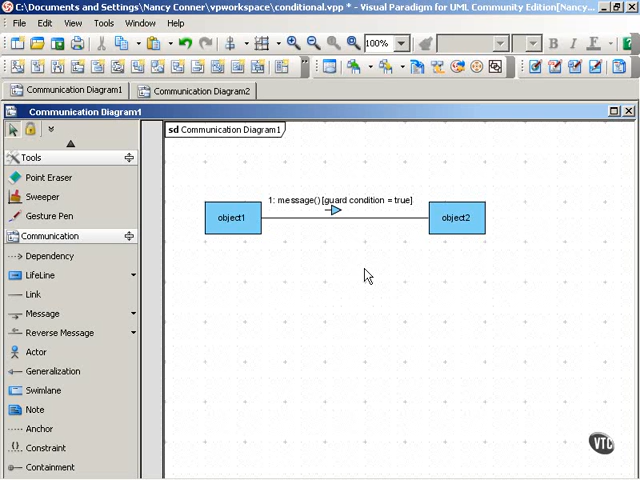 C:\Documents and Settings\Nancy Conner\vpworkspace\conditional.vpp * - Visual Paradigm for UML Community Edition[Nancy...
File Edit View Tools Window Help
100%
B I E
Communication Diagram1 Communication Diagram2
Communication Diagram1
Tools
Point Eraser
Sweeper
Gesture Pen
Communication
Dependency
LifeLine
Link
Message
Reverse Message
Actor
Generalization
Swimlane
Note
Anchor
Constraint
Containment
sd Communication Diagram1
1: message()[guard condition = true]
object1 object2
VTC